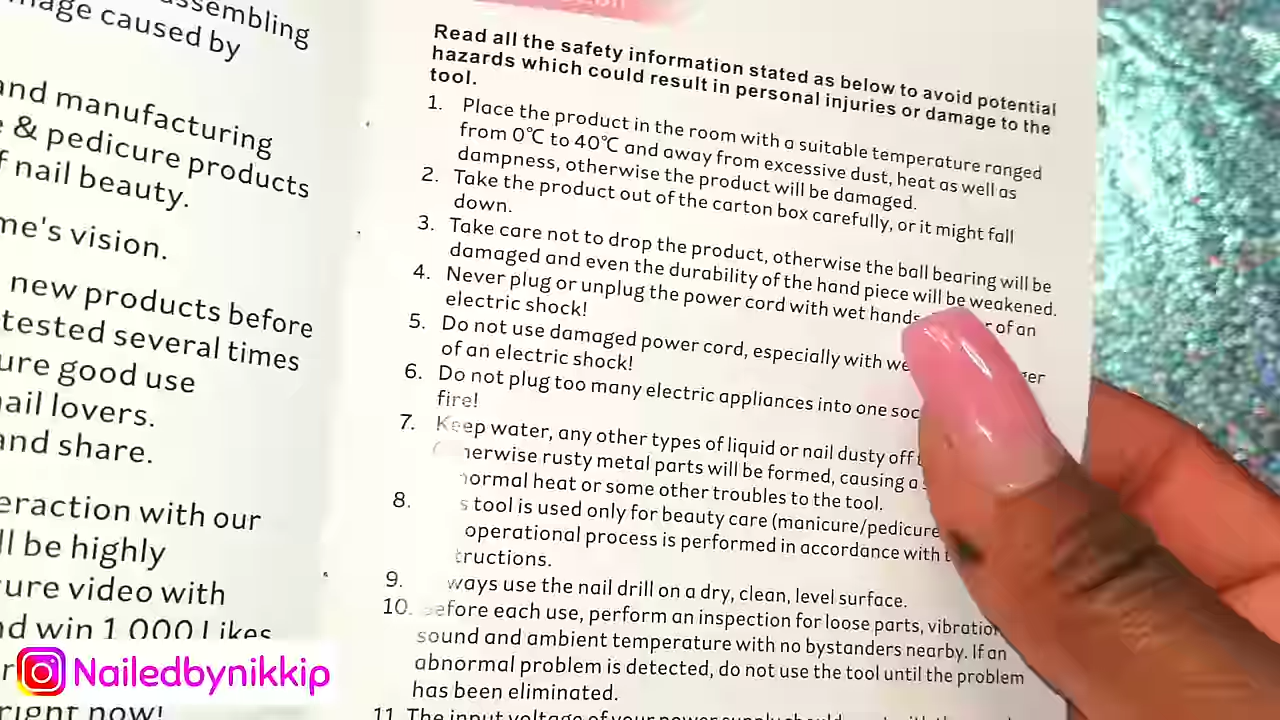 ssembling
mage caused by
and manufacturing
& pedicure products
f nail beauty.
me's vision.
new products before
tested several times
ure good use
nail lovers.
and share.
eraction with our
ll be highly
ure video with
nd win 1 000 Likes
right now!
Read all the safety information stated as below to avoid potential
hazards which could result in personal injuries or damage to the
tool.
1. Place the product in the room with a suitable temperature ranged
from 0℃ to 40℃ and away from excessive dust, heat as well as
dampness, otherwise the product will be damaged.
2. Take the product out of the carton box carefully, or it might fall
down.
3. Take care not to drop the product, otherwise the ball bearing will be
damaged and even the durability of the hand piece will be weakened.
4. Never plug or unplug the power cord with wet hands of an
electric shock!
5. Do not use damaged power cord, especially with we ger
of an electric shock!
6. Do not plug too many electric appliances into one soc
fire!
7. Keep water, any other types of liquid or nail dusty off
herwise rusty metal parts will be formed, causing a
ormal heat or some other troubles to the tool.
8. s tool is used only for beauty care (manicure/pedicure
operational process is performed in accordance with t
tructions.
9. ways use the nail drill on a dry, clean, level surface.
10. Before each use, perform an inspection for loose parts, vibration
sound and ambient temperature with no bystanders nearby. If an
abnormal problem is detected, do not use the tool until the problem
has been eliminated.
11. The input voltage of your power supply should
Nailedbynikkip